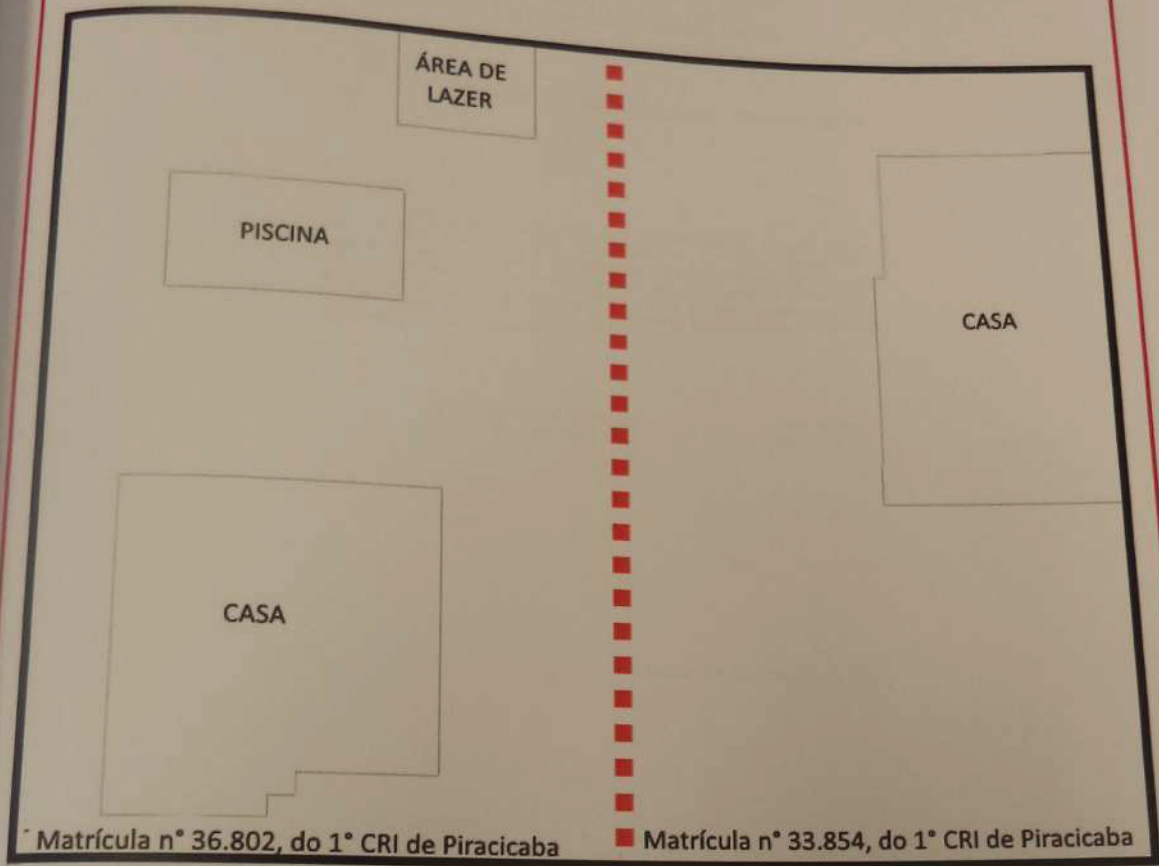 ÁREA DE
LAZER
PISCINA
CASA
CASA
Matrícula n° 36.802, do 1° CRI de Piracicaba
Matrícula n° 33.854, do 1° CRI de Piracicaba